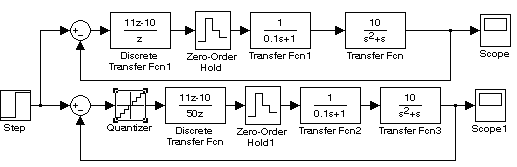 11z-10
z
Discrete
Transfer Fcn1
Zero-Order
Hold
1
0.1s+1
Transfer Fcn1
10
s²+s
Transfer Fcn
Scope
Step
Quantizer
11z-10
50z
Discrete
Transfer Fcn
Zero-Order
Hold1
1
0.1s+1
Transfer Fcn2
10
s²+s
Transfer Fcn3
Scope1